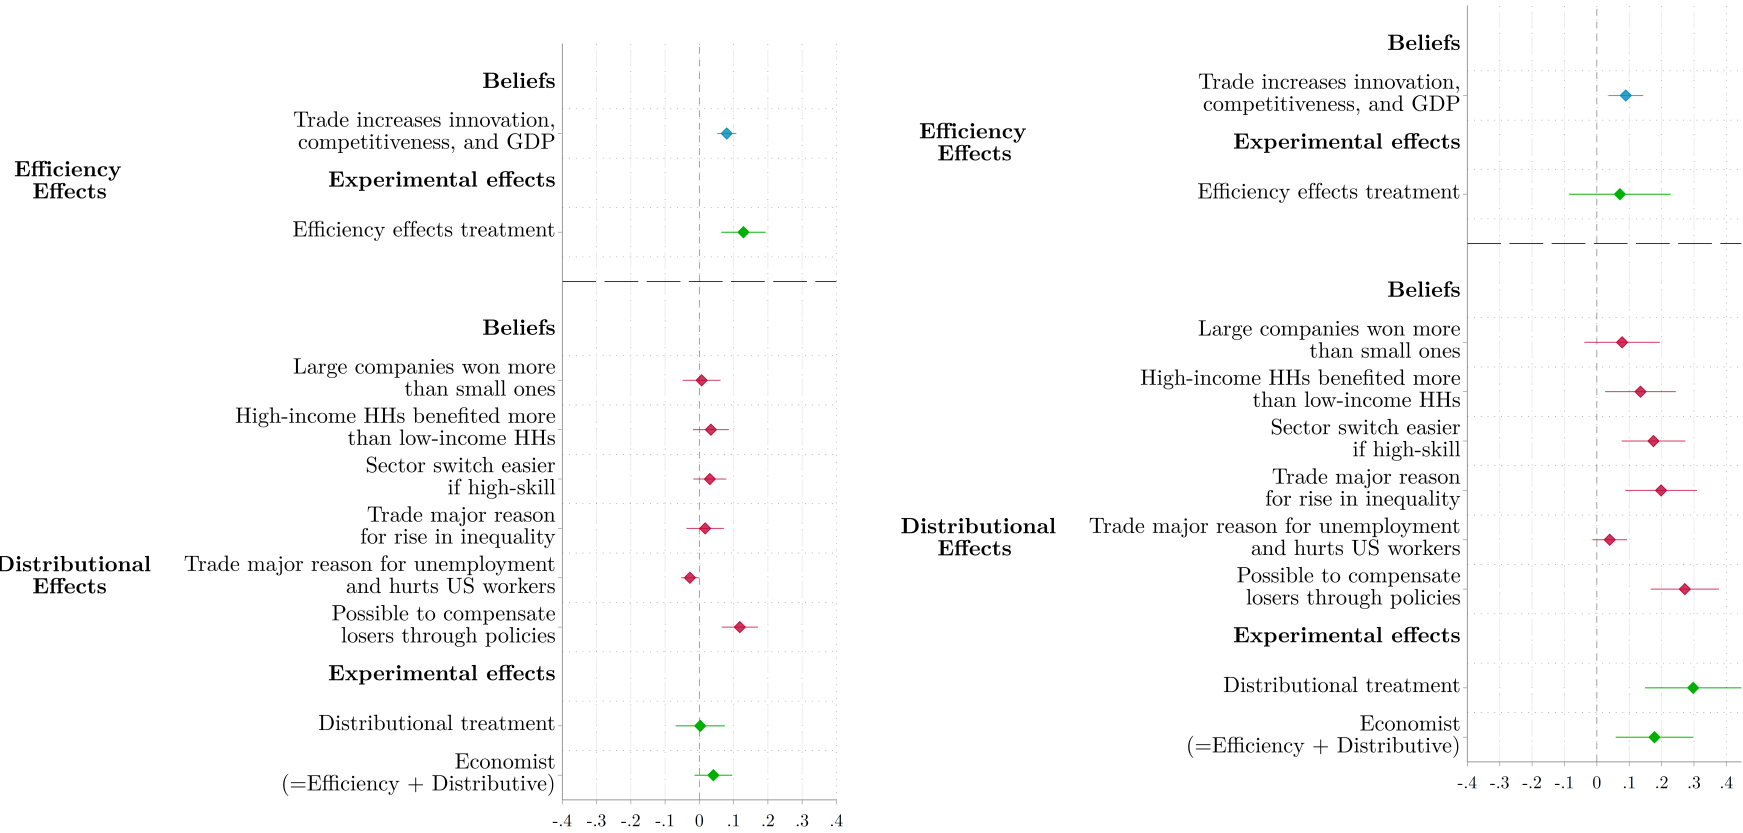 Beliefs
Trade increases innovation,
competitiveness, and GDP
Efficiency
Effects
Experimental effects
Efficiency effects treatment
Beliefs
Large companies won more
than small ones
High-income HHs benefited more
than low-income HHs
Sector switch easier
if high-skill
Trade major reason
for rise in inequality
Distributional
Effects
Trade major reason for unemployment
and hurts US workers
Possible to compensate
losers through policies
Experimental effects
Distributional treatment
Economist
(=Efficiency + Distributive)
-.4 -.3 -.2 -.1 0 .1 .2 .3 .4
Beliefs
Trade increases innovation,
competitiveness, and GDP
Efficiency
Effects
Experimental effects
Efficiency effects treatment
Beliefs
Large companies won more
than small ones
High-income HHs benefited more
than low-income HHs
Sector switch easier
if high-skill
Trade major reason
for rise in inequality
Distributional
Effects
Trade major reason for unemployment
and hurts US workers
Possible to compensate
losers through policies
Experimental effects
Distributional treatment
Economist
(=Efficiency + Distributive)
-.4 -.3 -.2 -.1 0 .1 .2 .3 .4